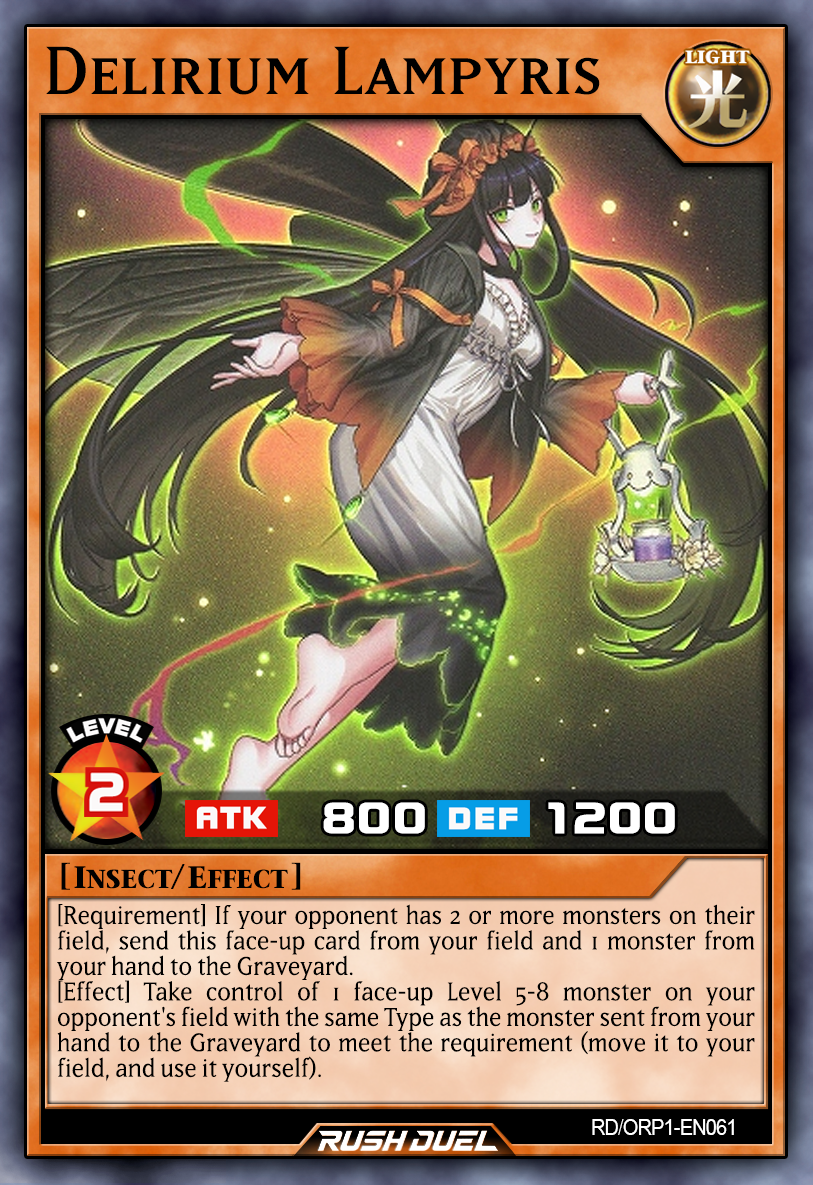 Delirium Lampyris
LIGHT
光
LEVEL
2
ATK 800 DEF 1200
[Insect/Effect]
[Requirement] If your opponent has 2 or more monsters on their
field, send this face-up card from your field and 1 monster from
your hand to the Graveyard.
[Effect] Take control of 1 face-up Level 5-8 monster on your
opponent's field with the same Type as the monster sent from your
hand to the Graveyard to meet the requirement (move it to your
field, and use it yourself).
RD/ORP1-EN061
RUSH DUEL